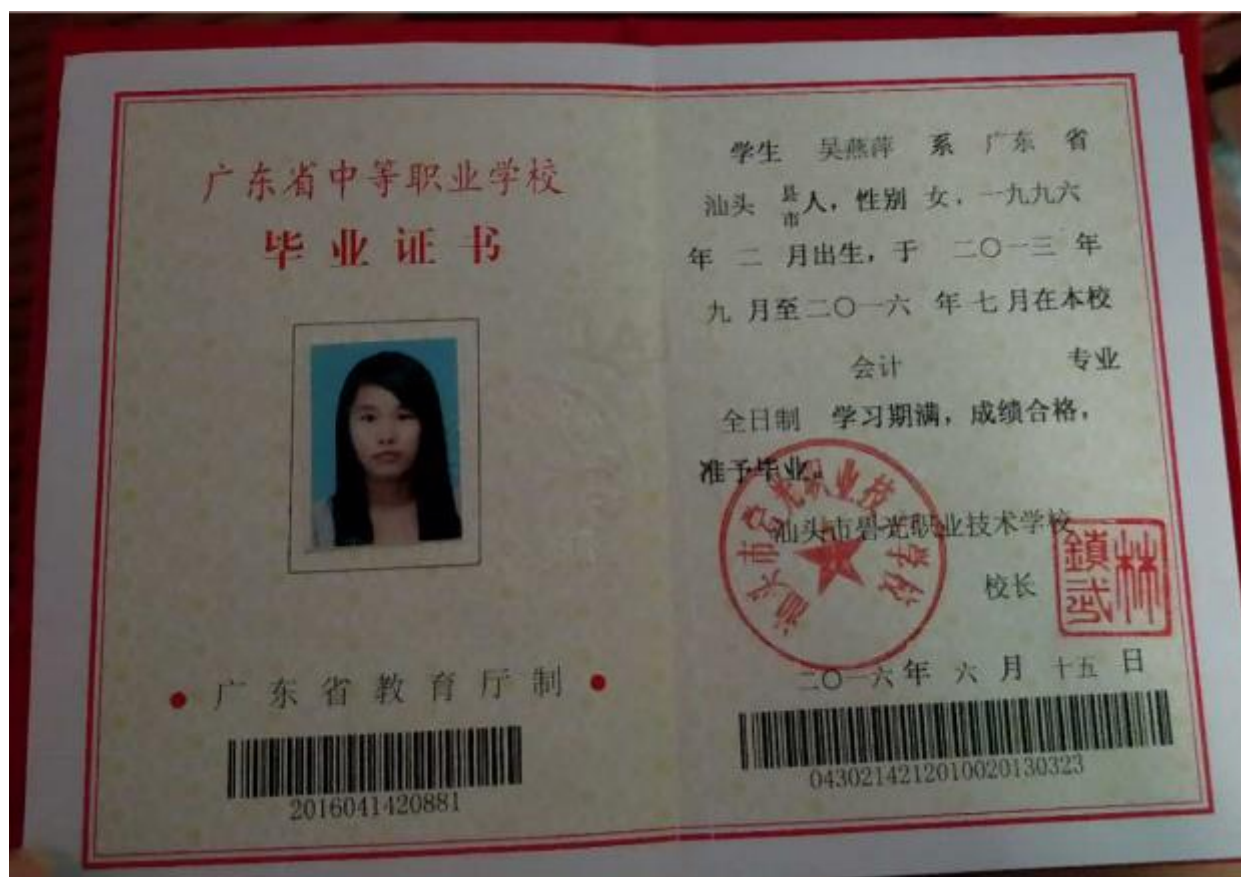 广东省中等职业学校
毕业证书
广东省教育厅制
2016041420881
学生 吴燕萍 系 广东 省
汕头 县市人，性别 女，一九九六
年 二 月出生，于 二〇一三 年
九 月至二〇一六 年 七 月在本校
会计 专业
全日制 学习期满，成绩合格，
准予毕业。
汕头市碧光职业技术学校
校长
林鎮武
二〇一六年 六 月 十五 日
0430214212010020130323